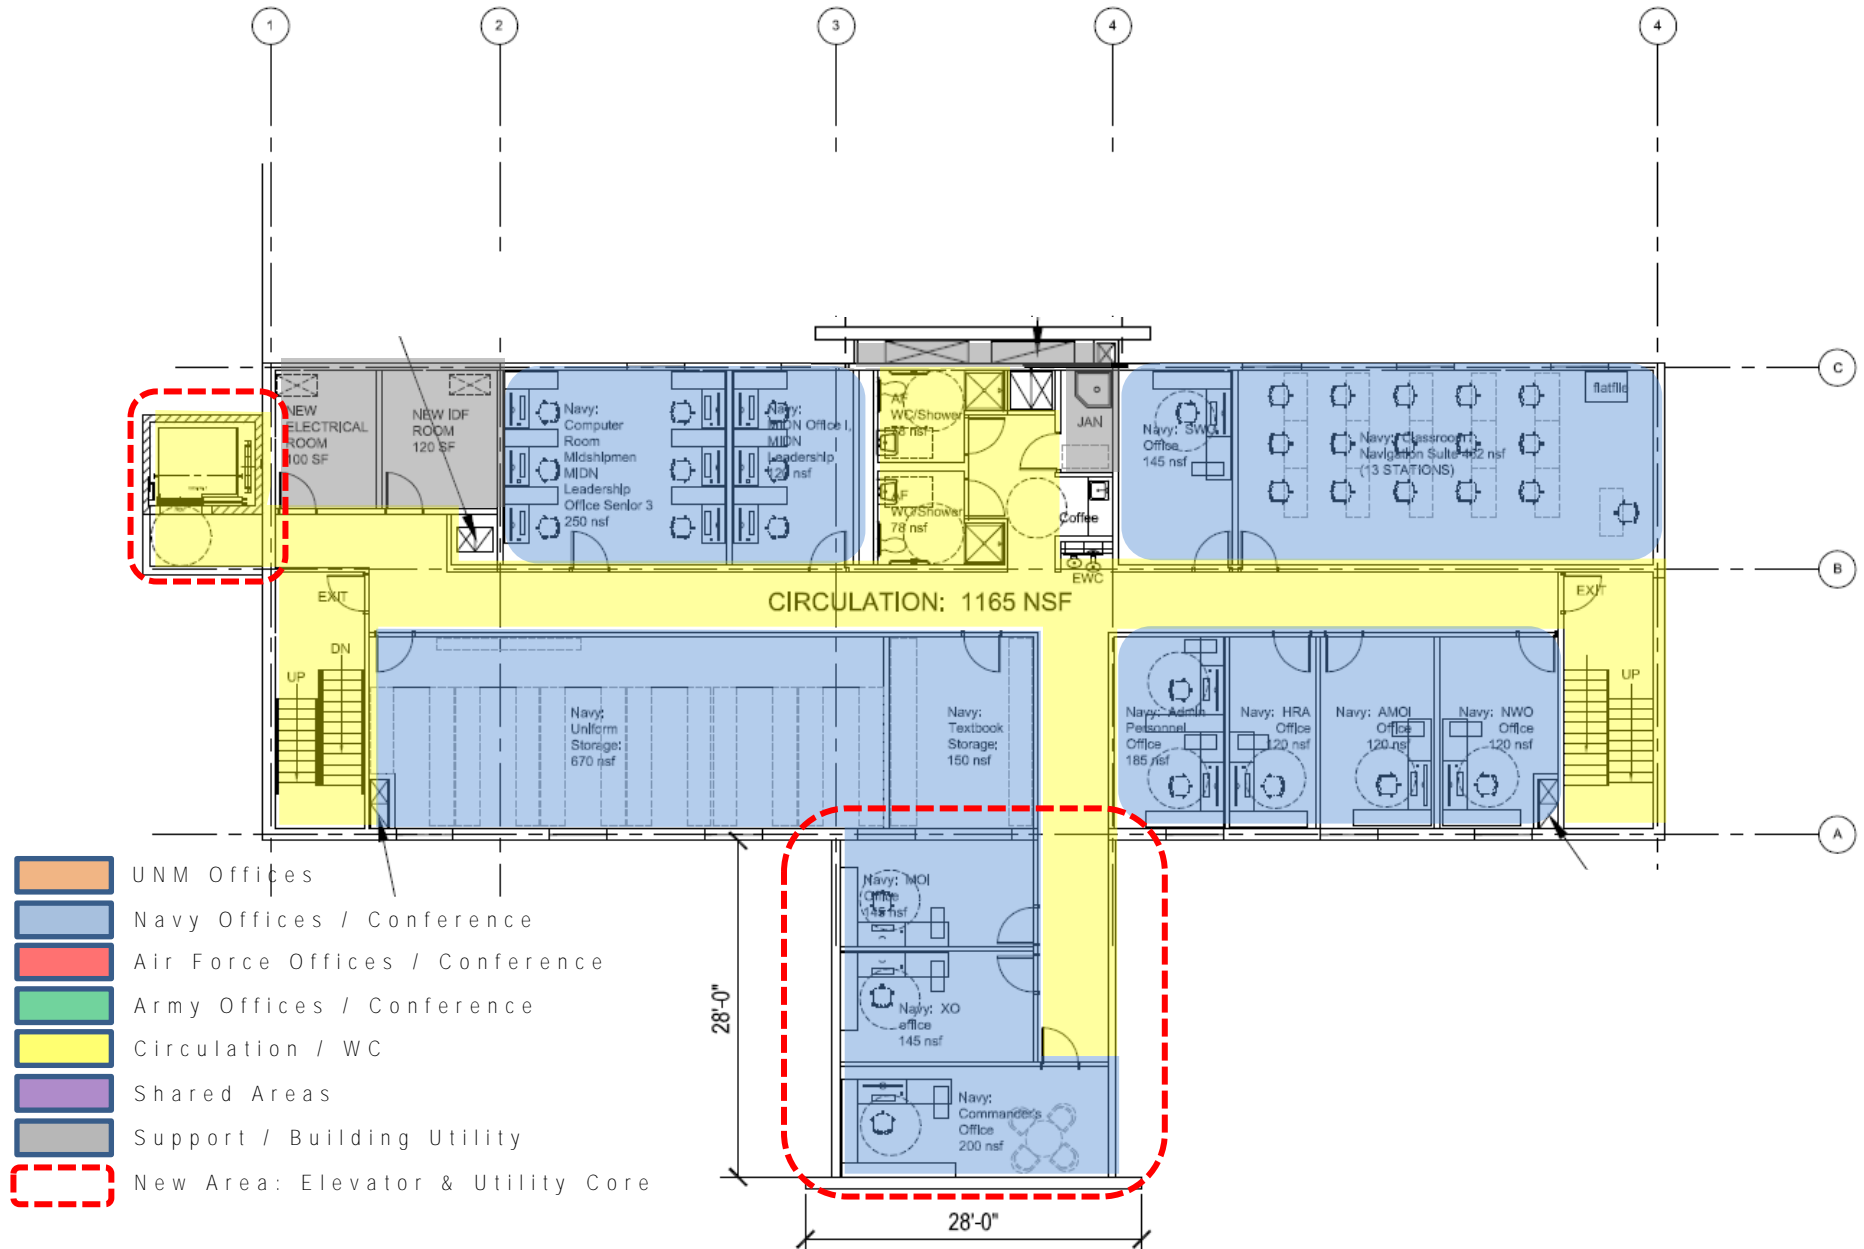 1
2
3
4
4
C
B
A
NEW
ELECTRICAL
ROOM
100 SF
NEW IDF
ROOM
120 SF
Navy:
Computer
Room
Midshipmen
MIDN
Leadership
Office Senior 3
250 nsf
Navy:
MIDN Office I,
MIDN
Leadership
120 nsf
AF
WC/Shower
78 nsf
AF
WC/Shower
78 nsf
JAN
Coffee
EWC
Navy: SWO
Office
145 nsf
Navy: Classroom
Navigation Suite 482 nsf
(13 STATIONS)
flatfile
CIRCULATION: 1165 NSF
EXIT
DN
UP
EXIT
UP
Navy:
Uniform
Storage:
670 nsf
Navy:
Textbook
Storage:
150 nsf
Navy: Admin
Personnel
Office
185 nsf
Navy: HRA
Office
120 nsf
Navy: AMOI
Office
120 nsf
Navy: NWO
Office
120 nsf
Navy: MOI
Office
145 nsf
Navy: XO
office
145 nsf
Navy:
Commander's
Office
200 nsf
28'-0"
28'-0"
UNM Offices
Navy Offices / Conference
Air Force Offices / Conference
Army Offices / Conference
Circulation / WC
Shared Areas
Support / Building Utility
New Area: Elevator & Utility Core